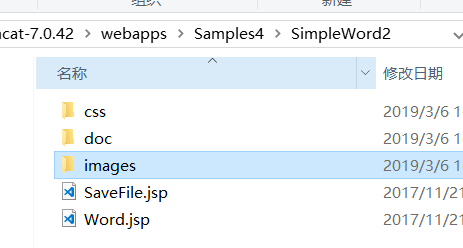 组织 新建
cat-7.0.42 > webapps > Samples4 > SimpleWord2
名称 修改日期
css 2019/3/6 1
doc 2019/3/6 1
images 2019/3/6 1
SaveFile.jsp 2017/11/21
Word.jsp 2017/11/21